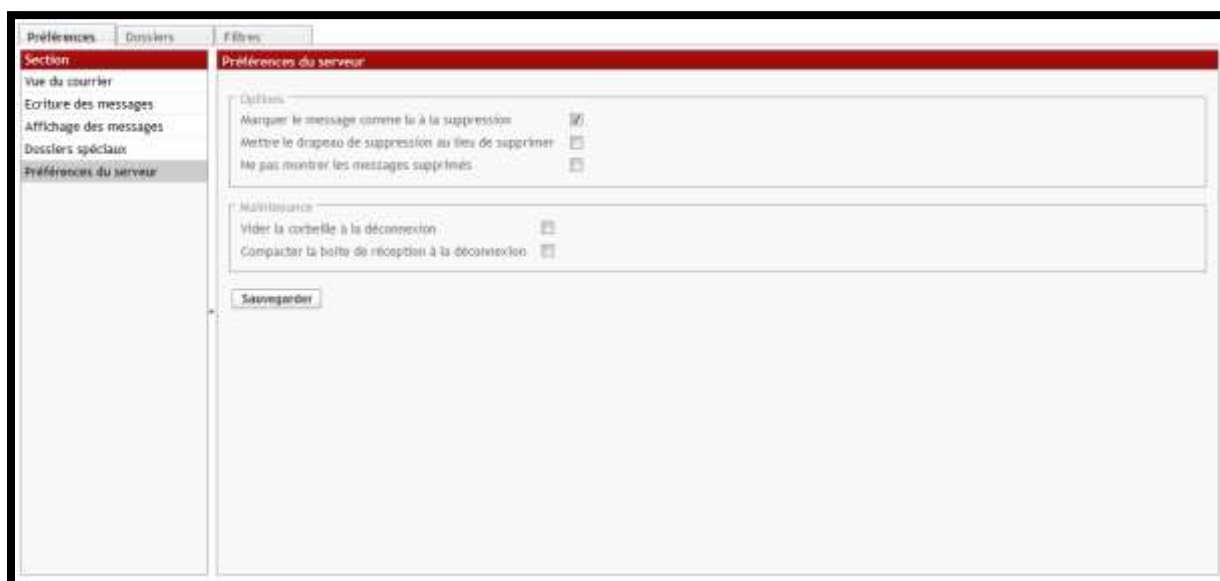 Préférences Dossiers Filtres
Section
Vue du courrier
Ecriture des messages
Affichage des messages
Dossiers spéciaux
Préférences du serveur
Préférences du serveur
Options
Marquer le message comme lu à la suppression
Mettre le drapeau de suppression au lieu de supprimer
Ne pas montrer les messages supprimés
Maintenance
Vider la corbeille à la déconnexion
Compacter la boîte de réception à la déconnexion
Sauvegarder